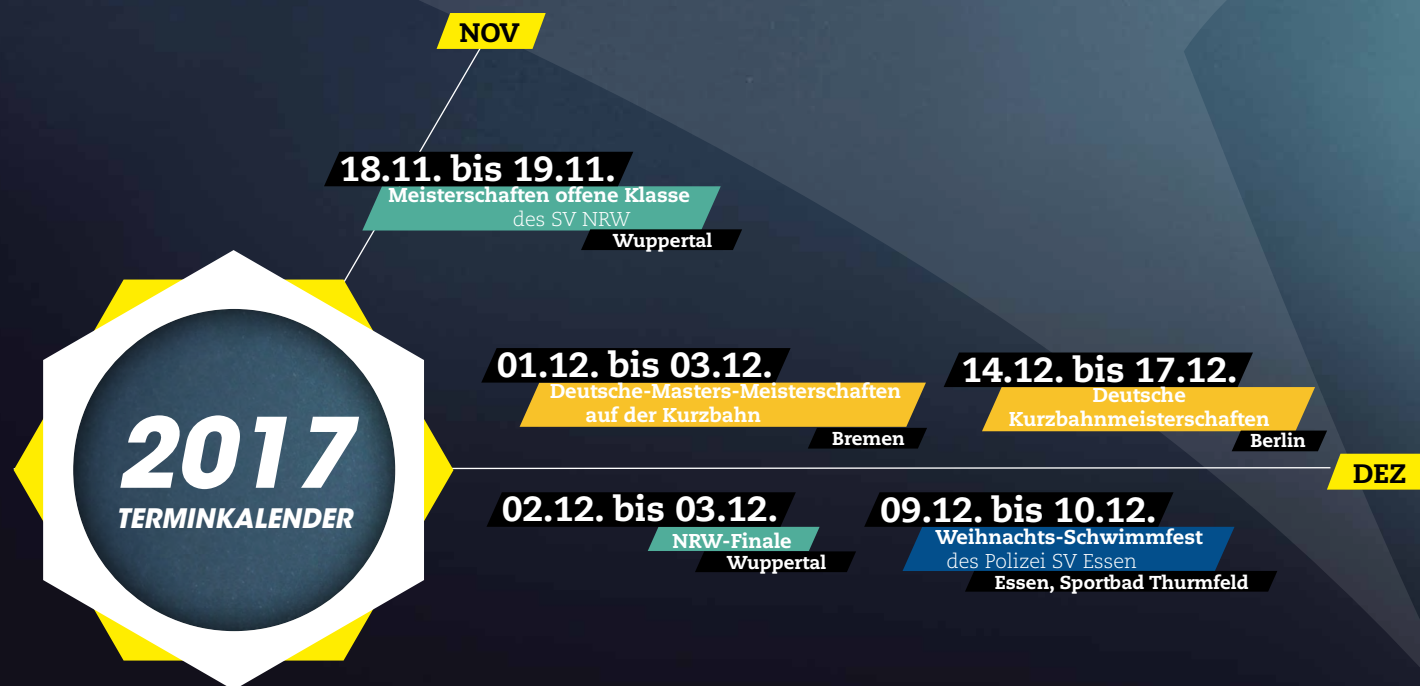 NOV
18.11. bis 19.11.
Meisterschaften offene Klasse
des SV NRW
Wuppertal
2017
TERMINKALENDER
01.12. bis 03.12.
Deutsche-Masters-Meisterschaften
auf der Kurzbahn
Bremen
14.12. bis 17.12.
Deutsche
Kurzbahnmeisterschaften
Berlin
DEZ
02.12. bis 03.12.
NRW-Finale
Wuppertal
09.12. bis 10.12.
Weihnachts-Schwimmfest
des Polizei SV Essen
Essen, Sportbad Thurmfeld